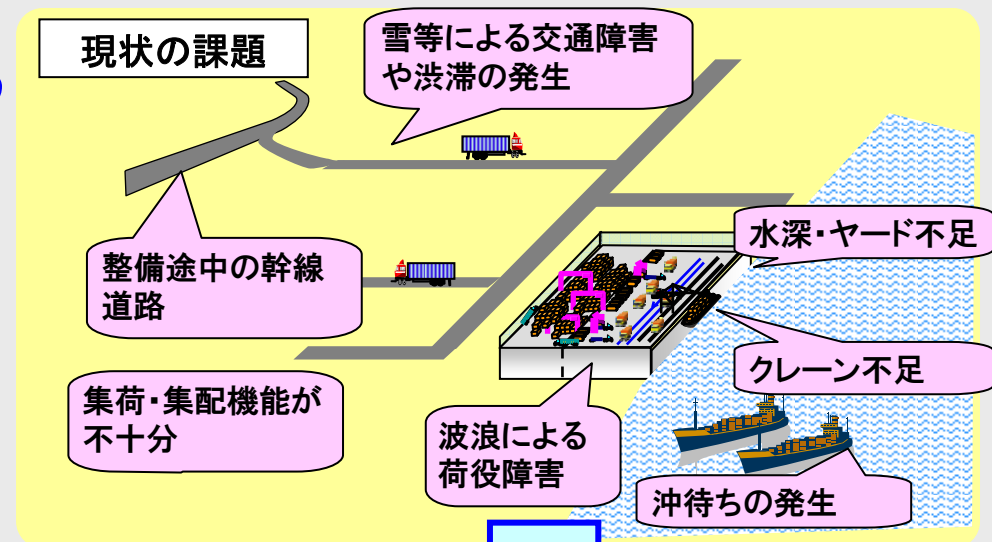 現状の課題
雪等による交通障害
や渋滞の発生
整備途中の幹線
道路
水深・ヤード不足
クレーン不足
集荷・集配機能が
不十分
波浪による
荷役障害
沖待ちの発生